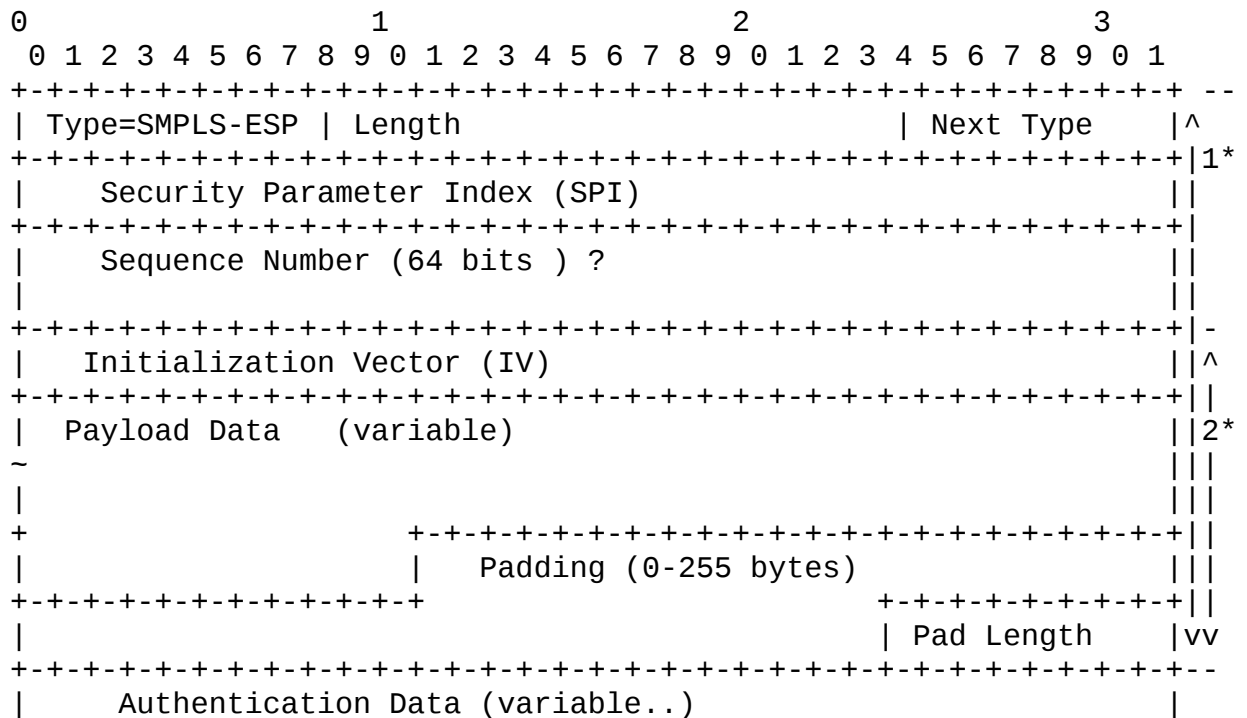 0                   1                   2                   3
 0 1 2 3 4 5 6 7 8 9 0 1 2 3 4 5 6 7 8 9 0 1 2 3 4 5 6 7 8 9 0 1
+-+-+-+-+-+-+-+-+-+-+-+-+-+-+-+-+-+-+-+-+-+-+-+-+-+-+-+-+-+-+-+-+ --
| Type=SMPLS-ESP | Length                        | Next Type     |^
+-+-+-+-+-+-+-+-+-+-+-+-+-+-+-+-+-+-+-+-+-+-+-+-+-+-+-+-+-+-+-+-+|1*
|    Security Parameter Index (SPI)                             ||
+-+-+-+-+-+-+-+-+-+-+-+-+-+-+-+-+-+-+-+-+-+-+-+-+-+-+-+-+-+-+-+-+|
|    Sequence Number (64 bits ) ?                               ||
|                                                               ||
+-+-+-+-+-+-+-+-+-+-+-+-+-+-+-+-+-+-+-+-+-+-+-+-+-+-+-+-+-+-+-+-+|-
|   Initialization Vector (IV)                                  ||^
+-+-+-+-+-+-+-+-+-+-+-+-+-+-+-+-+-+-+-+-+-+-+-+-+-+-+-+-+-+-+-+-+||
|  Payload Data   (variable)                                    ||2*
~                                                               |||
|                                                               |||
+                     +-+-+-+-+-+-+-+-+-+-+-+-+-+-+-+-+-+-+-+-+-+||
|                     |   Padding (0-255 bytes)                 |||
+-+-+-+-+-+-+-+-+-+-+-+                         +-+-+-+-+-+-+-+-+||
|                                               | Pad Length    |vv
+-+-+-+-+-+-+-+-+-+-+-+-+-+-+-+-+-+-+-+-+-+-+-+-+-+-+-+-+-+-+-+-+--
|     Authentication Data (variable..)                          |